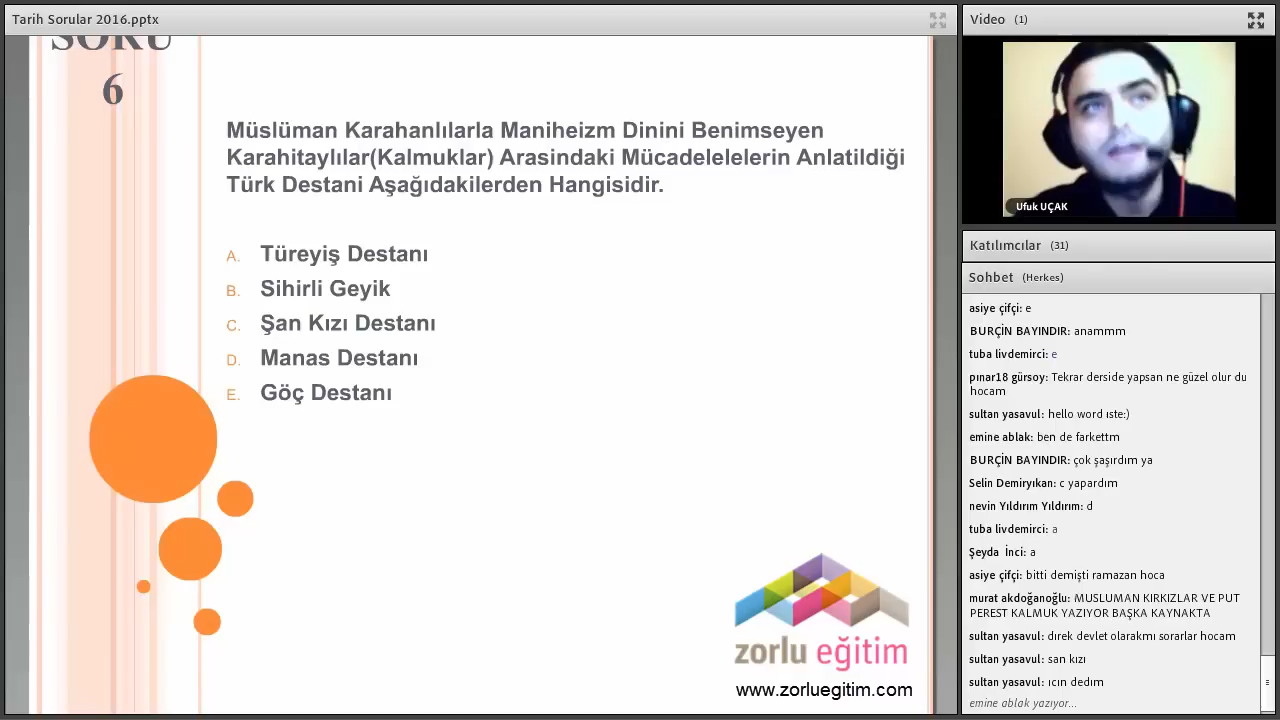 Tarih Sorular 2016.pptx
SORU
6
Müslüman Karahanlılarla Maniheizm Dinini Benimseyen
Karahitaylılar(Kalmuklar) Arasindaki Mücadelelelerin Anlatildiği
Türk Destani Aşağıdakilerden Hangisidir.
A. Türeyiş Destanı
B. Sihirli Geyik
C. Şan Kızı Destanı
D. Manas Destanı
E. Göç Destanı
zorlu eğitim
www.zorluegitim.com
Video (1)
Ufuk UÇAK
Katılımcılar (31)
Sohbet (Herkes)
asiye çifçi: e
BURÇİN BAYINDIR: anammm
tuba livdemirci: e
pınar18 gürsoy: Tekrar derside yapsan ne güzel olur du
hocam
sultan yasavul: hello word ıste:)
emine ablak: ben de farkettm
BURÇİN BAYINDIR: çok şaşırdım ya
Selin Demiryıkan: c yapardım
nevin Yıldırım Yıldırım: d
tuba livdemirci: a
Şeyda İnci: a
asiye çifçi: bitti demişti ramazan hoca
murat akdoğanoğlu: MUSLUMAN KIRKIZLAR VE PUT
PEREST KALMUK YAZIYOR BAŞKA KAYNAKTA
sultan yasavul: dırek devlet olarakmı sorarlar hocam
sultan yasavul: san kızı
sultan yasavul: ıcın dedım
emine ablak yazıyor...